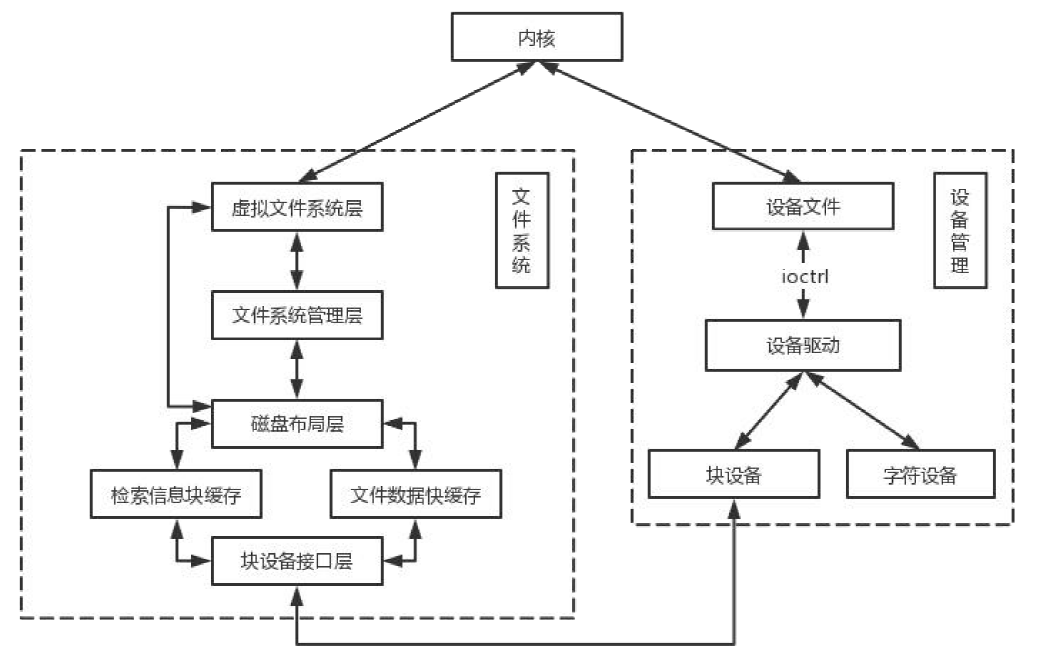 内核
虚拟文件系统层
文件系统
文件系统管理层
磁盘布局层
检索信息块缓存
文件数据快缓存
块设备接口层
设备文件
设备管理
ioctrl
设备驱动
块设备
字符设备